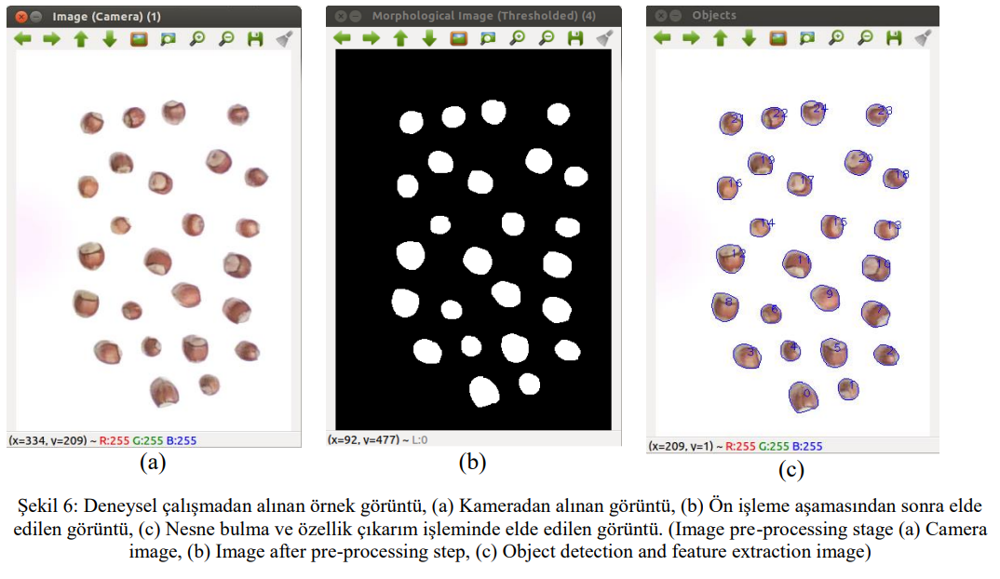 Image (Camera) (1)
Morphological Image (Thresholded) (4)
Objects
21 22 24 23
19 20
16 17 18
14 15 13
12 11 10
8 6 9 7
3 4 5 2
0 1
(x=334, y=209) ~ R:255 G:255 B:255
(x=92, y=477) ~ L:0
(x=209, y=1) ~ R:255 G:255 B:255
(a)
(b)
(c)
Şekil 6: Deneysel çalışmadan alınan örnek görüntü, (a) Kameradan alınan görüntü, (b) Ön işleme aşamasından sonra elde
edilen görüntü, (c) Nesne bulma ve özellik çıkarım işleminde elde edilen görüntü. (Image pre-processing stage (a) Camera
image, (b) Image after pre-processing step, (c) Object detection and feature extraction image)